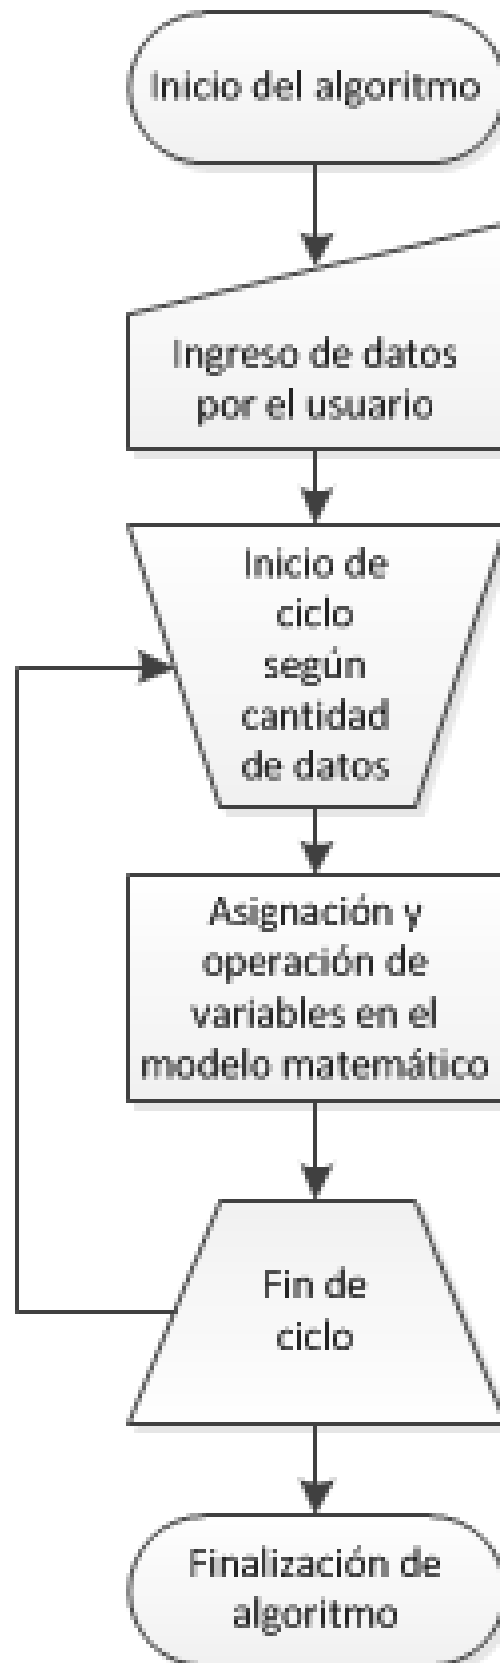 Inicio del algoritmo
Ingreso de datos
por el usuario
Inicio de
ciclo
según
cantidad
de datos
Asignación y
operación de
variables en el
modelo matemático
Fin de
ciclo
Finalización de
algoritmo